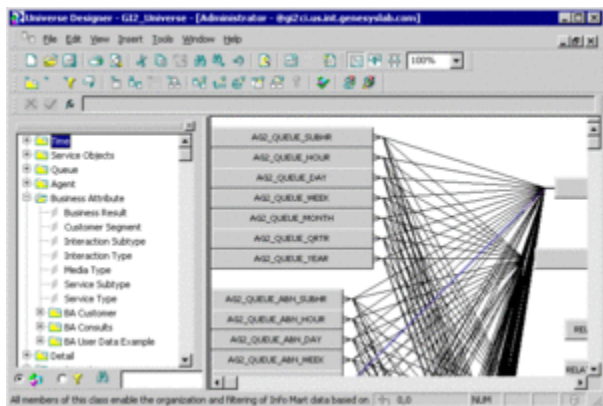 Universe Designer - GI2_Universe - [Administrator - @gi2ci.us.int.genesyslab.com]
File Edit View Insert Tools Window Help
100%
Time
Service Objects
Queue
Agent
Business Attribute
Business Result
Customer Segment
Interaction Subtype
Interaction Type
Media Type
Service Subtype
Service Type
BA Customer
BA Consults
BA User Data Example
Detail
AG2_QUEUE_SUBHR
AG2_QUEUE_HOUR
AG2_QUEUE_DAY
AG2_QUEUE_WEEK
AG2_QUEUE_MONTH
AG2_QUEUE_QRTR
AG2_QUEUE_YEAR
AG2_QUEUE_ABN_SUBHR
AG2_QUEUE_ABN_HOUR
AG2_QUEUE_ABN_DAY
AG2_QUEUE_ABN_WEEK
REL
RELAT
All members of this class enable the organization and filtering of Info Mart data based on
0,0
NUM